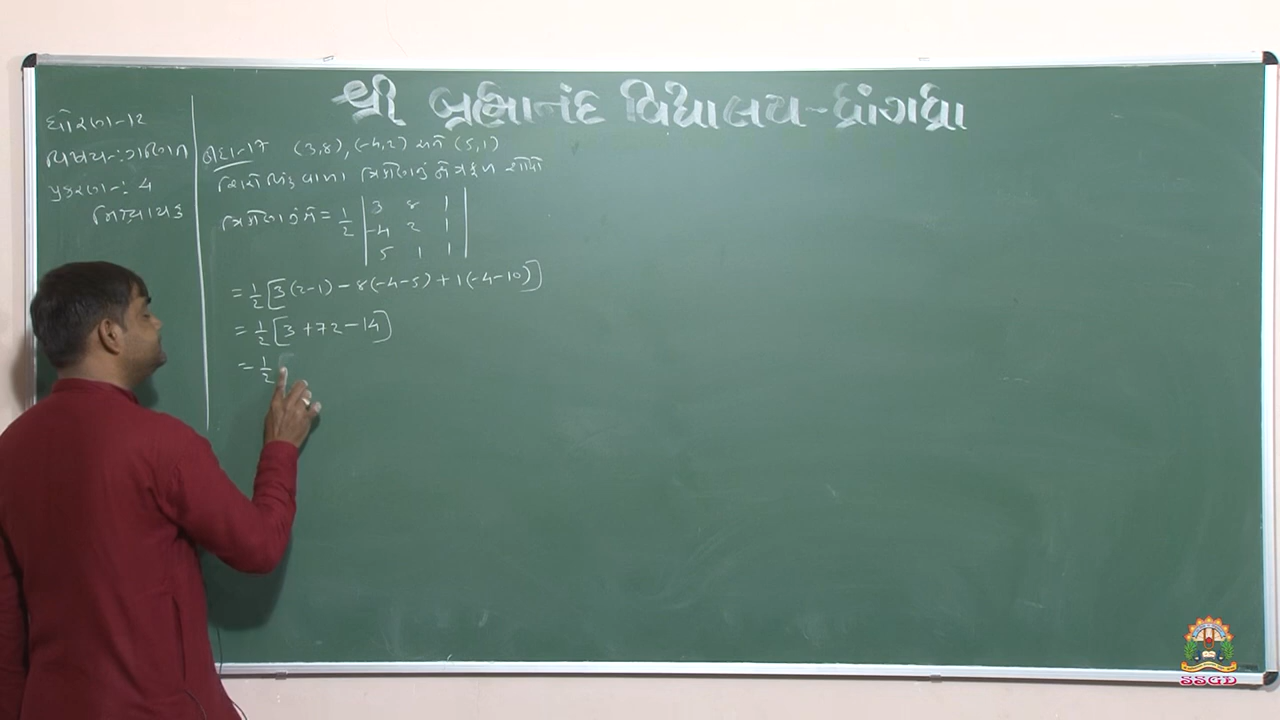 શ્રી બ્રહ્માનંદ વિદ્યાલય-ધ્રાંગધ્રા
ધોરણ-12
વિષય:ગણિત
પ્રકરણ: 4
નિશ્ચાયક
ઉદા-17 (3,8), (-4,2) અને (5,1)
શિરોબિંદુવાળા ત્રિકોણનું ક્ષેત્રફળ શોધો
ત્રિકોણનું ક્ષે = 1/2 | 3 8 1
-4 2 1
5 1 1 |
= 1/2 [3(2-1) - 8(-4-5) + 1(-4-10)]
= 1/2 [3+72-14]
= 1/2
SSGD